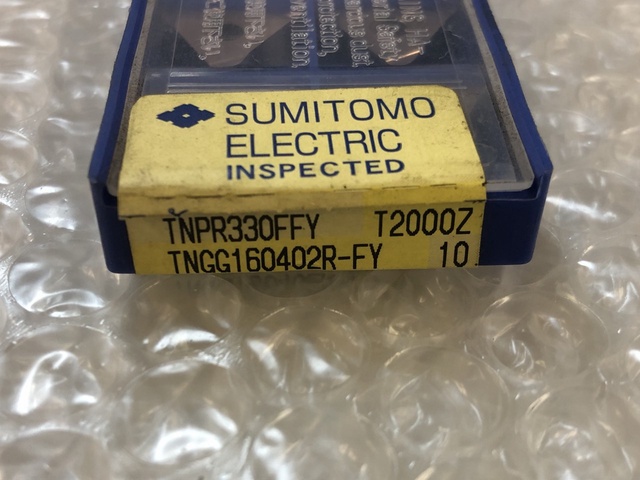 SUMITOMO
ELECTRIC
INSPECTED
TNPR330FFY T2000Z
TNGG160402R-FY 10